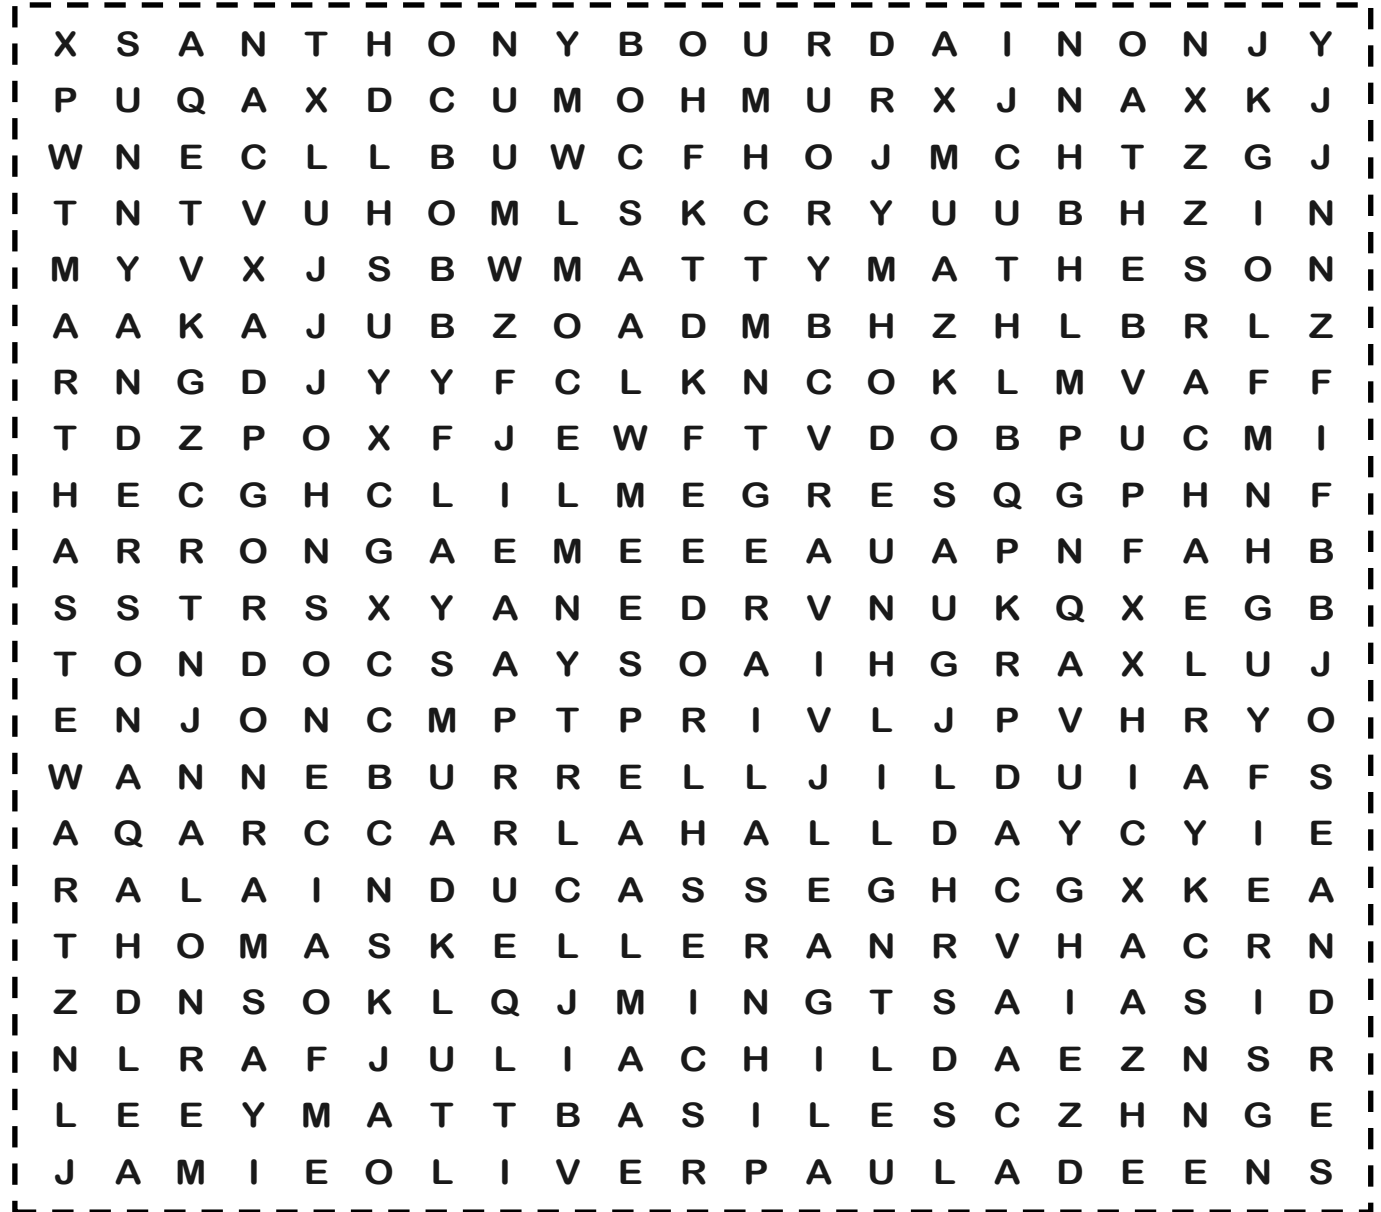 X S A N T H O N Y B O U R D A I N O N J Y
P U Q A X D C U M O H M U R X J N A X K J
W N E C L L B U W C F H O J M C H T Z G J
T N T V U H O M L S K C R Y U U B H Z I N
M Y V X J S B W M A T T Y M A T H E S O N
A A K A J U B Z O A D M B H Z H L B R L Z
R N G D J Y Y F C L K N C O K L M V A F F
T D Z P O X F J E W F T V D O B P U C M I
H E C G H C L I L M E G R E S Q G P H N F
A R R O N G A E M E E E A U A P N F A H B
S S T R S X Y A N E D R V N U K Q X E G B
T O N D O C S A Y S O A I H G R A X L U J
E N J O N C M P T P R I V L J P V H R Y O
W A N N E B U R R E L L J I L D U I A F S
A Q A R C C A R L A H A L L D A Y C Y I E
R A L A I N D U C A S S E G H C G X K E A
T H O M A S K E L L E R A N R V H A C R N
Z D N S O K L Q J M I N G T S A I A S I D
N L R A F J U L I A C H I L D A E Z N S R
L E E Y M A T T B A S I L E S C Z H N G E
J A M I E O L I V E R P A U L A D E E N S